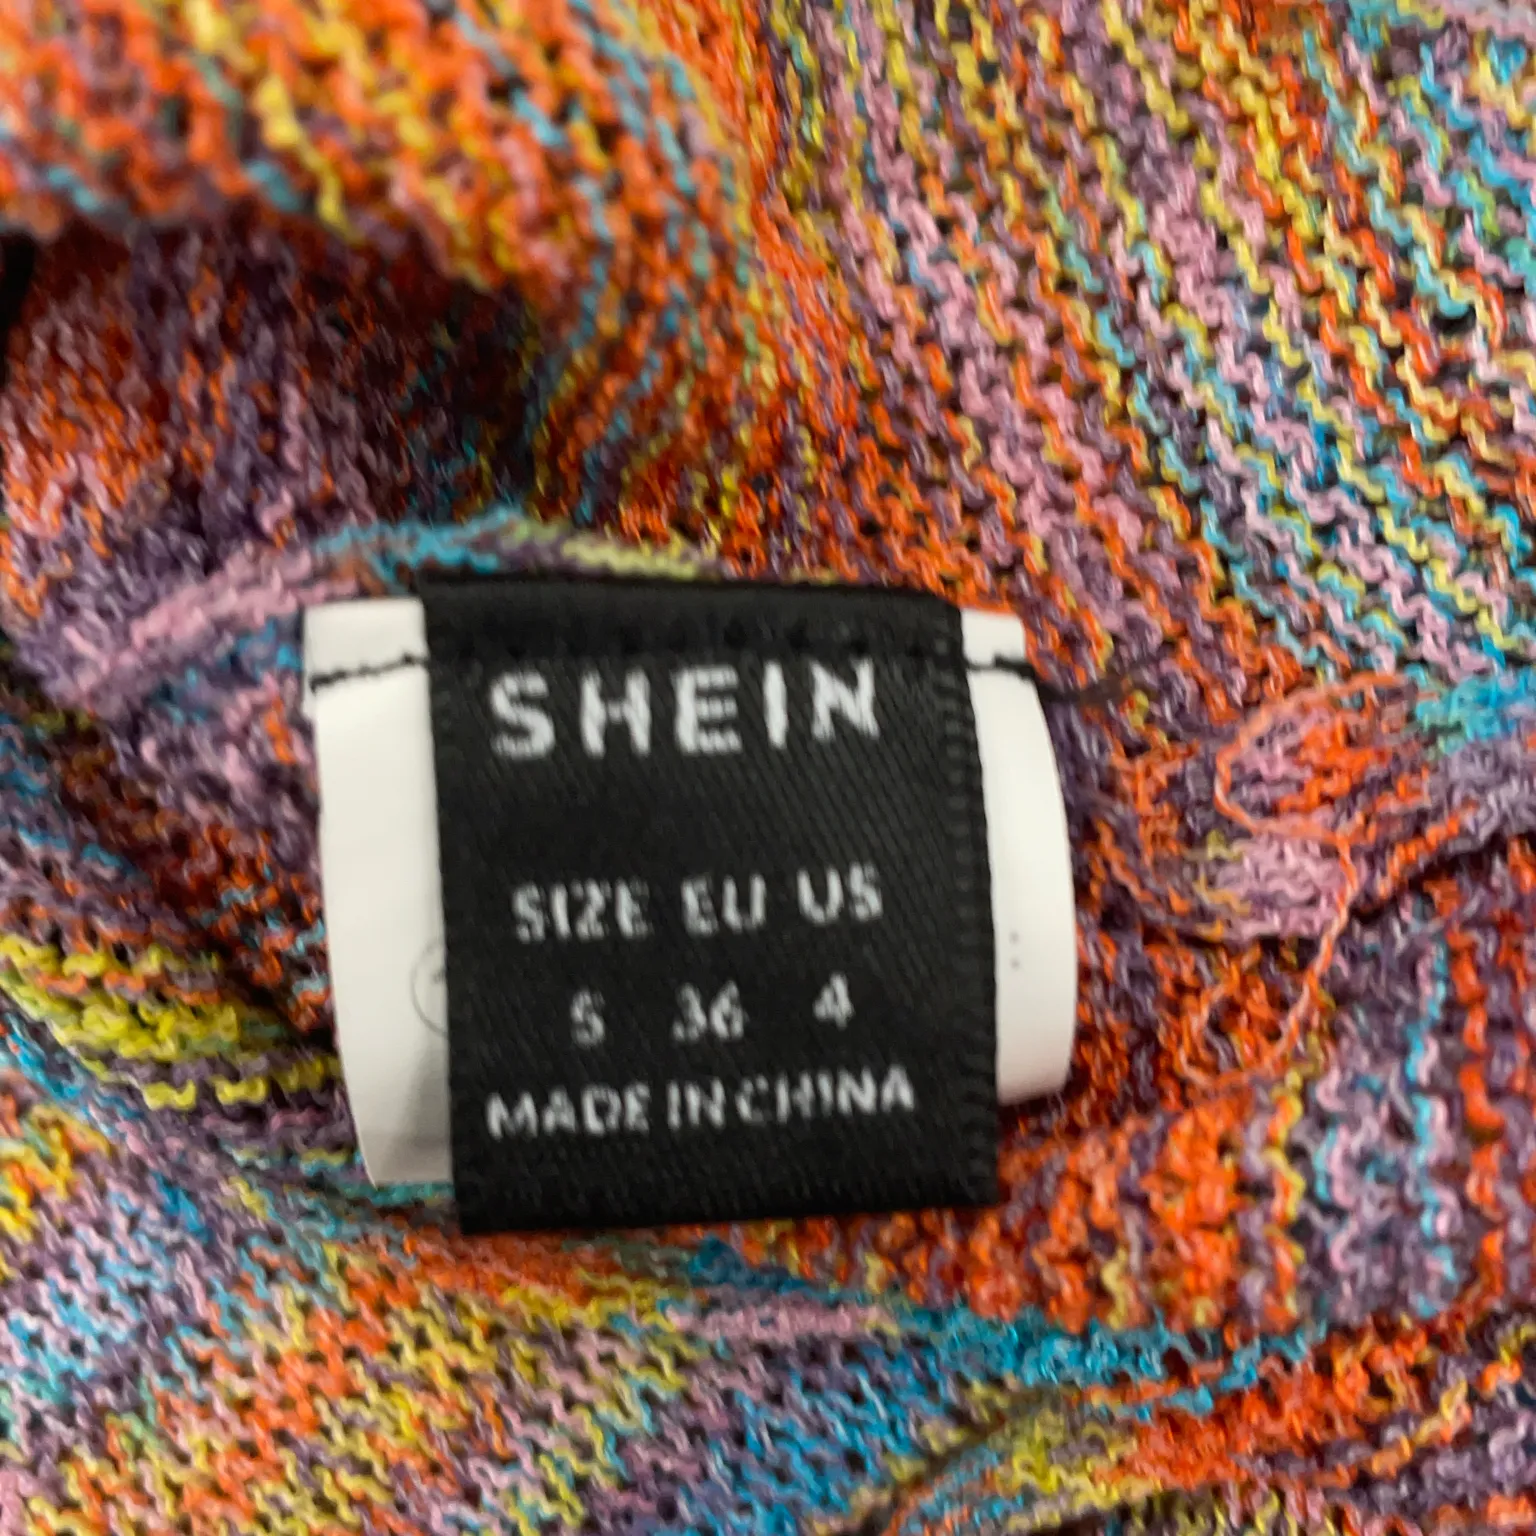 SHEIN
SIZE EU US
S 36 4
MADE IN CHINA